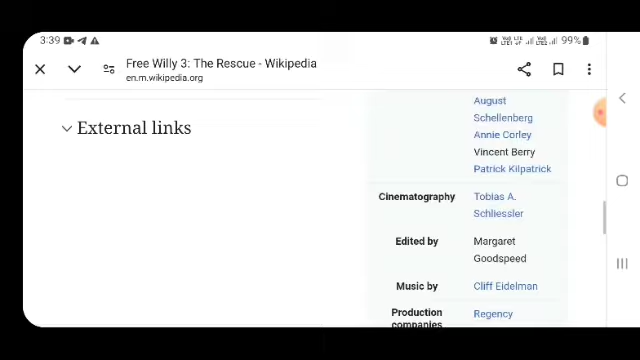 3:39 99%
Free Willy 3: The Rescue - Wikipedia
en.m.wikipedia.org
External links
August
Schellenberg
Annie Corley
Vincent Berry
Patrick Kilpatrick
Cinematography Tobias A.
Schliessler
Edited by Margaret
Goodspeed
Music by Cliff Eidelman
Production Regency
companies